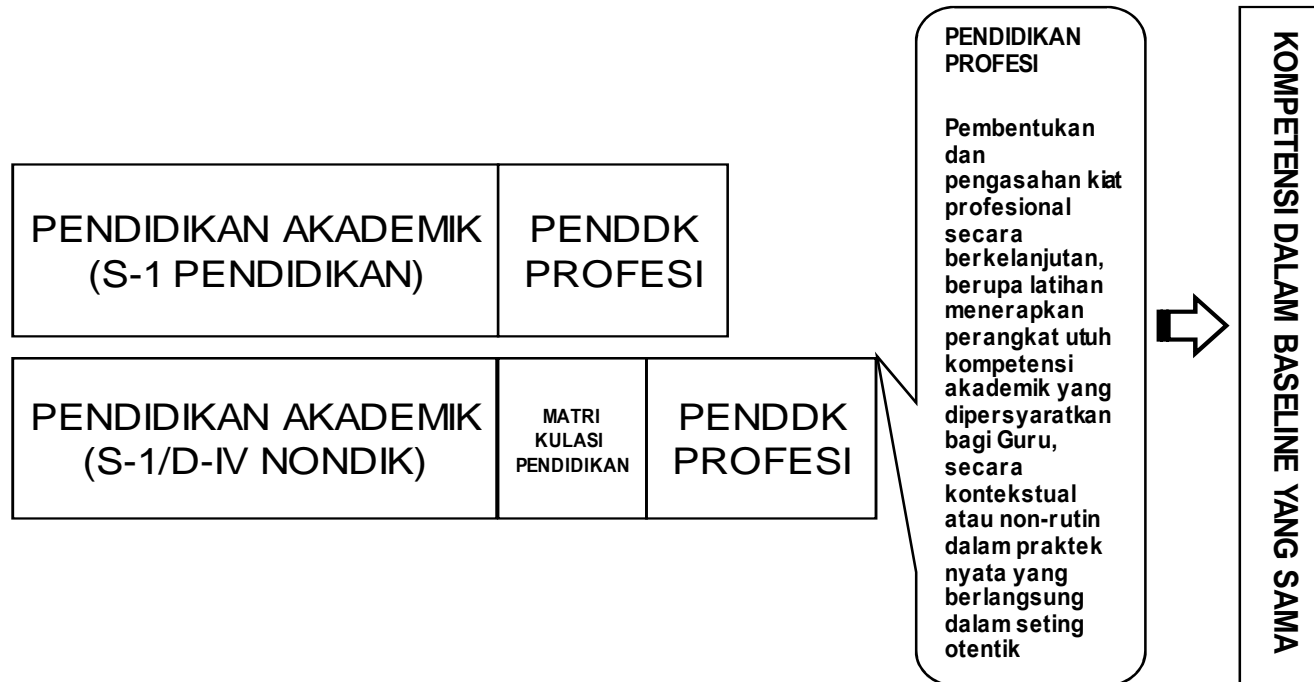 PENDIDIKAN AKADEMIK
(S-1 PENDIDIKAN)
PENDDK
PROFESI
PENDIDIKAN AKADEMIK
(S-1/D-IV NONDIK)
MATRI
KULASI
PENDIDIKAN
PENDDK
PROFESI
PENDIDIKAN
PROFESI
Pembentukan
dan
pengasahan kiat
profesional
secara
berkelanjutan,
berupa latihan
menerapkan
perangkat utuh
kompetensi
akademik yang
dipersyaratkan
bagi Guru,
secara
kontekstual
atau non-rutin
dalam praktek
nyata yang
berlangsung
dalam seting
otentik
KOMPETENSI DALAM BASELINE YANG SAMA